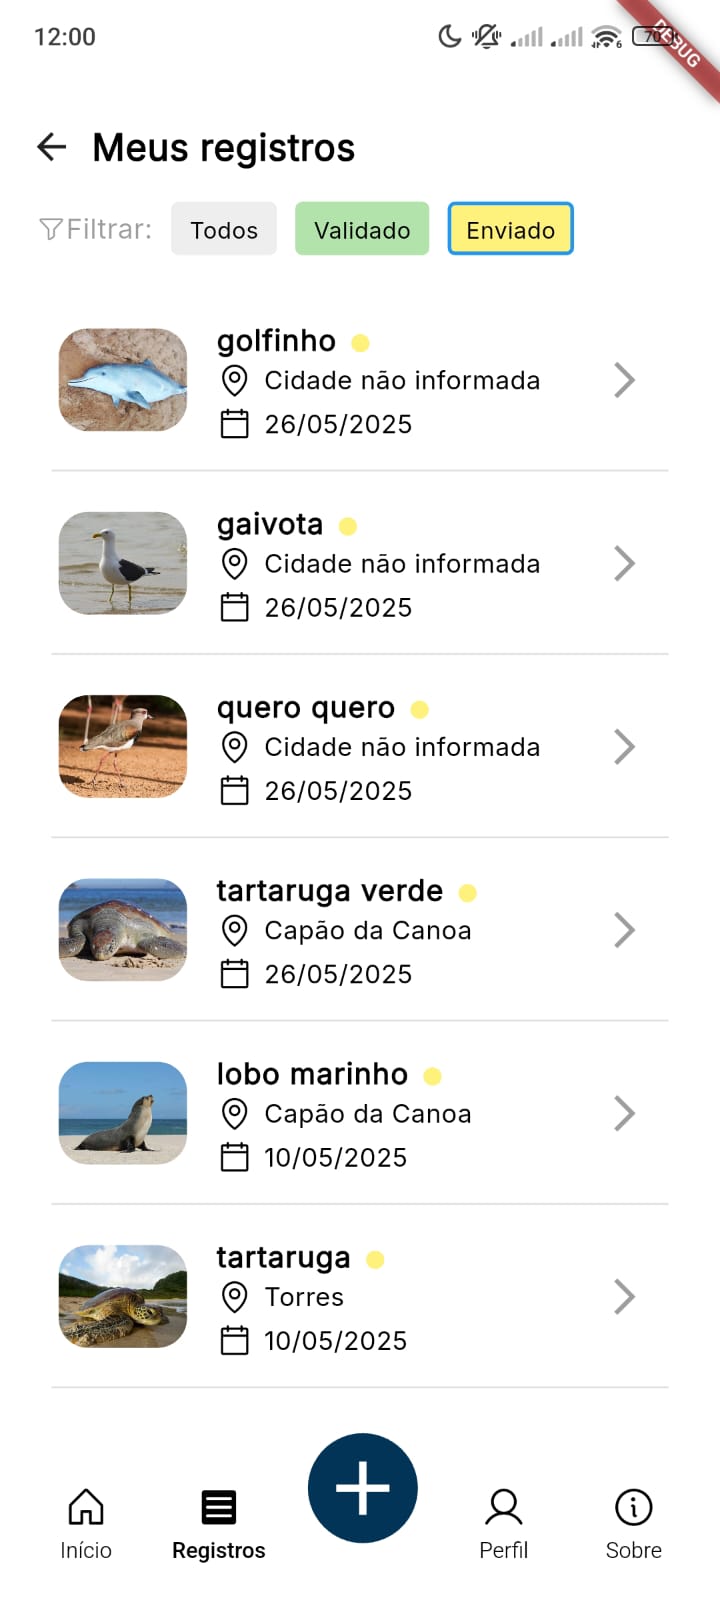 12:00
6
70
DEBUG
Meus registros
Filtrar:
Todos
Validado
Enviado
golfinho
Cidade não informada
26/05/2025
gaivota
Cidade não informada
26/05/2025
quero quero
Cidade não informada
26/05/2025
tartaruga verde
Capão da Canoa
26/05/2025
lobo marinho
Capão da Canoa
10/05/2025
tartaruga
Torres
10/05/2025
Início
Registros
Perfil
Sobre